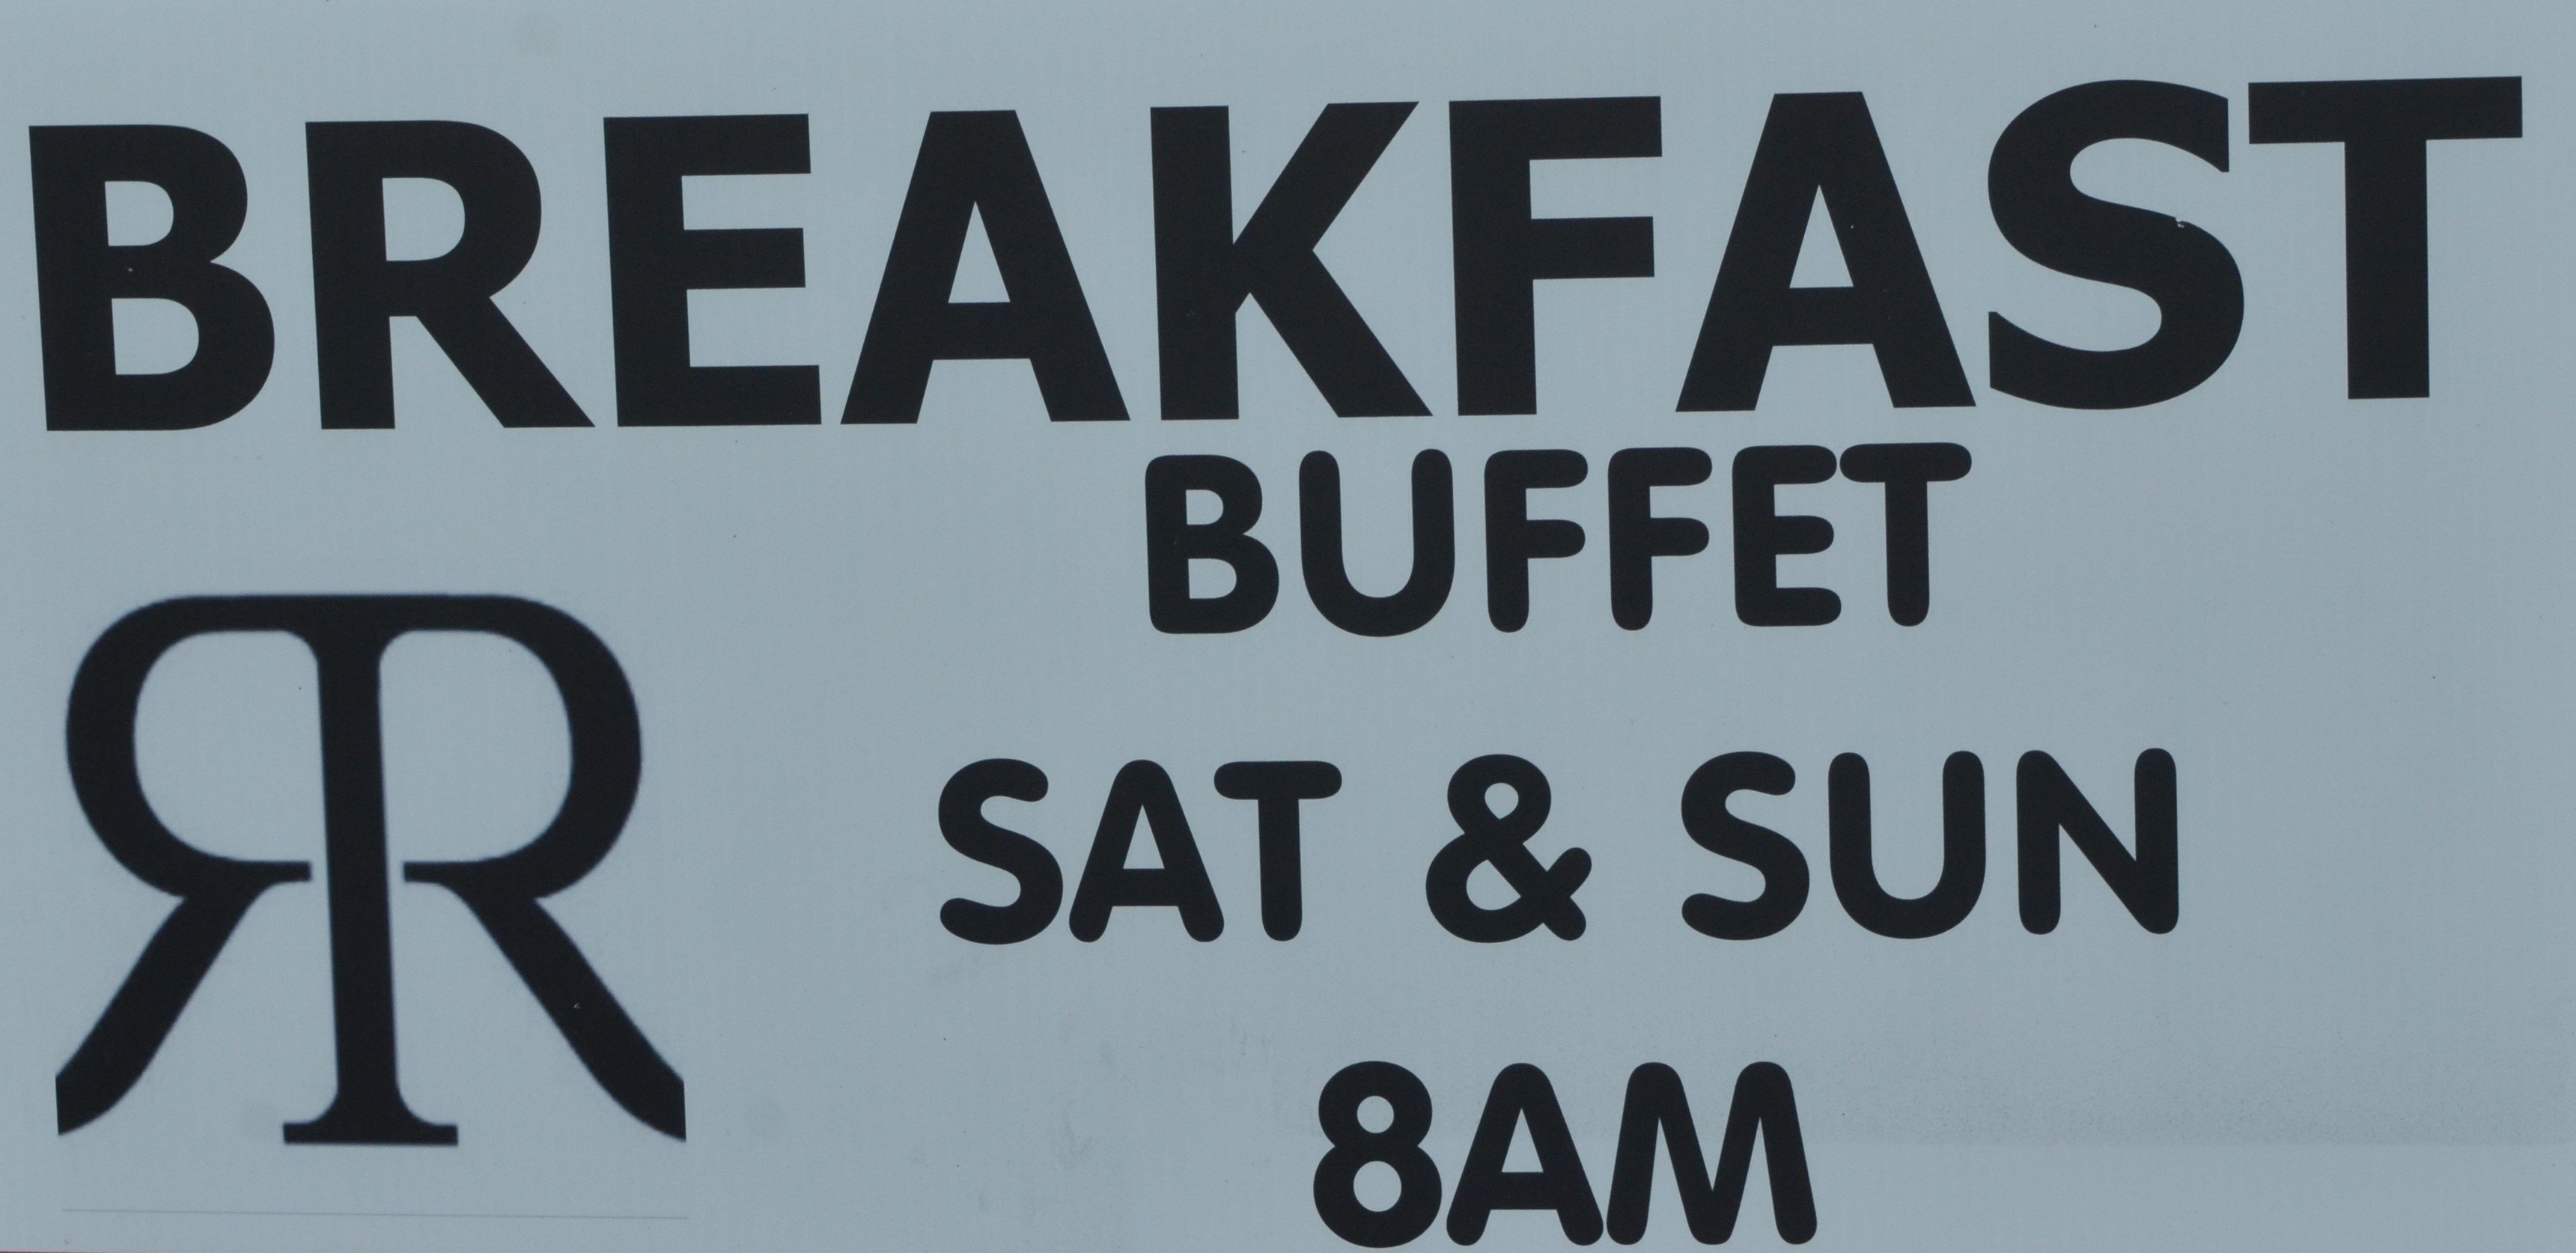 BREAKFAST
BUFFET
SAT & SUN
8AM